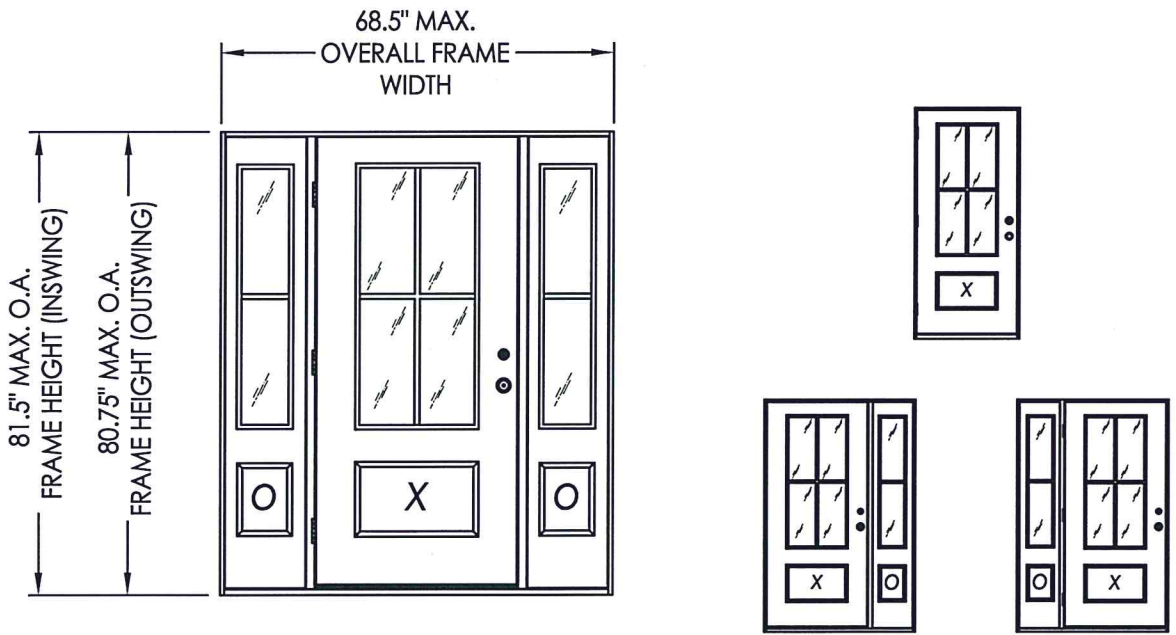 68.5" MAX.
OVERALL FRAME
WIDTH
81.5" MAX. O.A.
FRAME HEIGHT (INSWING)
80.75" MAX. O.A.
FRAME HEIGHT (OUTSWING)
O
X
O
X
X
O
O
X